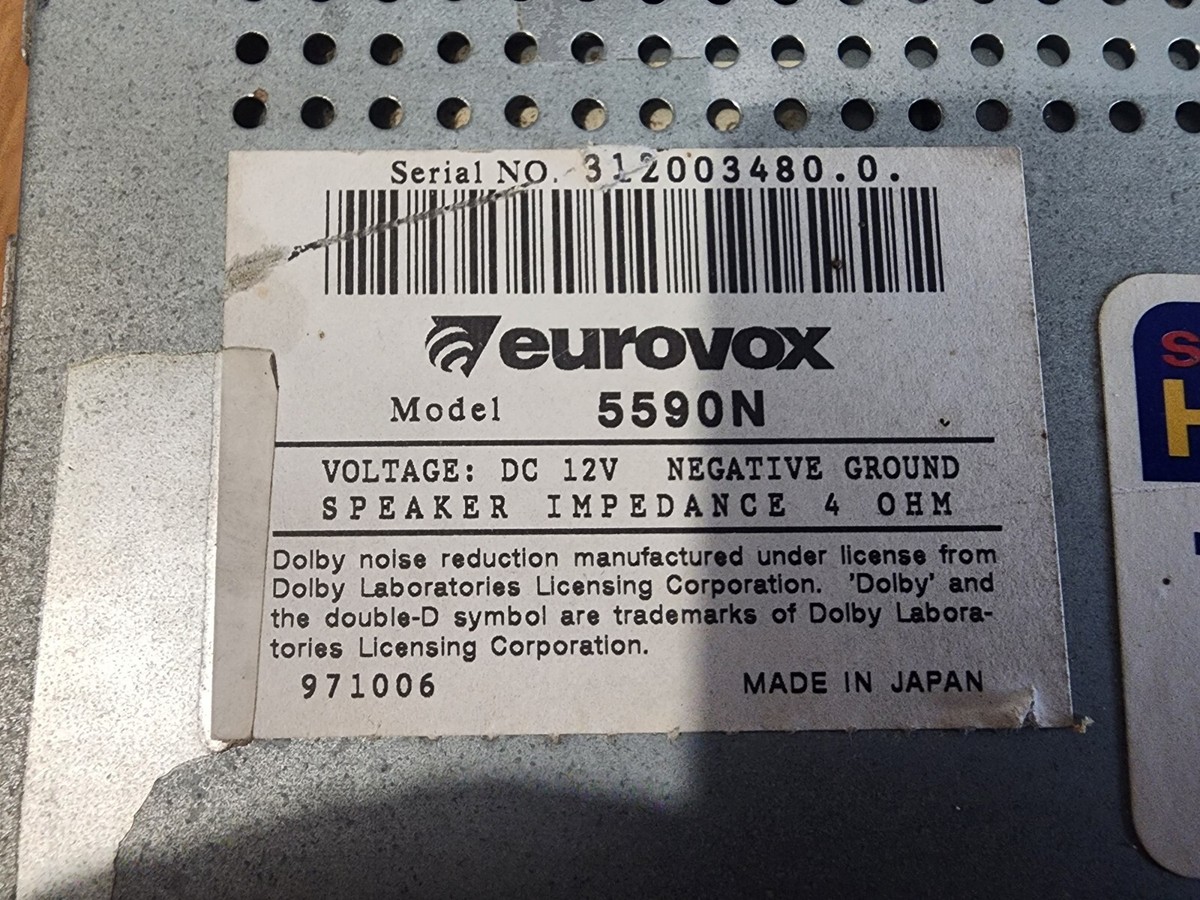 Serial NO. 312003480.0.
eurovox
Model 5590N
VOLTAGE: DC 12V NEGATIVE GROUND
SPEAKER IMPEDANCE 4 OHM
Dolby noise reduction manufactured under license from
Dolby Laboratories Licensing Corporation. 'Dolby' and
the double-D symbol are trademarks of Dolby Labora-
tories Licensing Corporation.
971006 MADE IN JAPAN